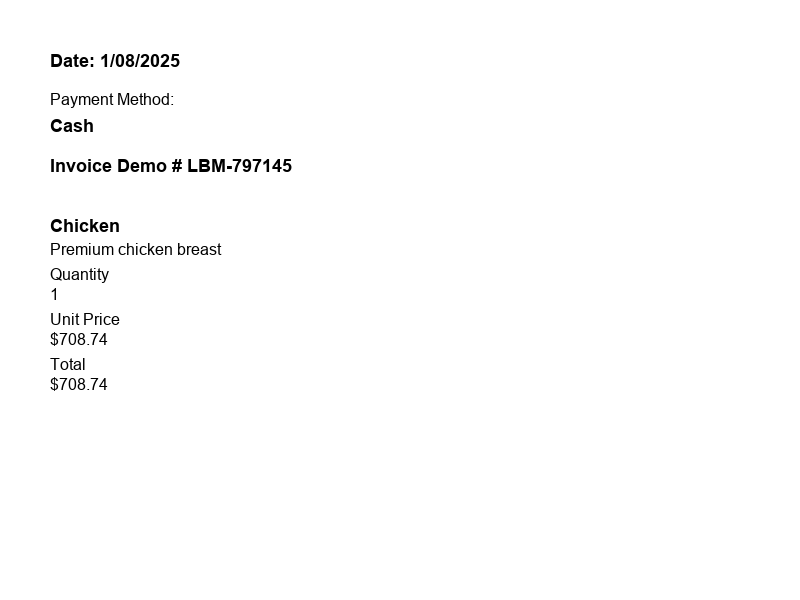 Date: 1/08/2025
Payment Method:
Cash
Invoice Demo # LBM-797145
Chicken
Premium chicken breast
Quantity
1
Unit Price
$708.74
Total
$708.74